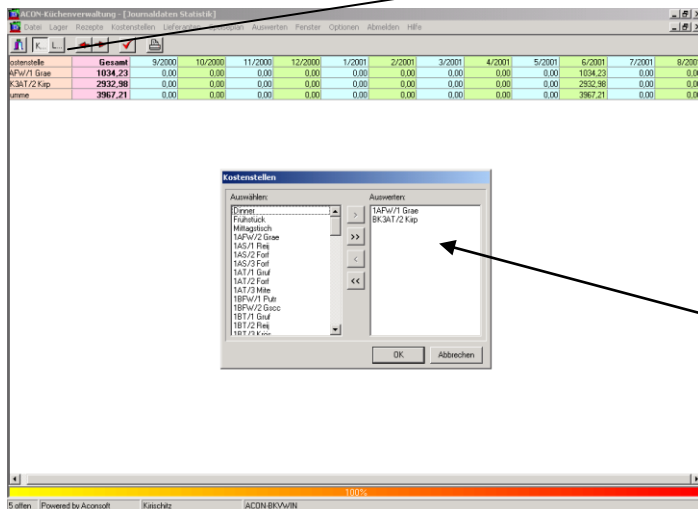 ACON-Küchenverwaltung - [Journaldaten Statistik]
Datei Lager Rezepte Kostenstellen Lieferanten Speiseplan Auswerten Fenster Optionen Abmelden Hilfe
K... L...
ostenstelle Gesamt 9/2000 10/2000 11/2000 12/2000 1/2001 2/2001 3/2001 4/2001 5/2001 6/2001 7/2001 8/2001
AFW/1 Grae 1034,23 0,00 0,00 0,00 0,00 0,00 0,00 0,00 0,00 0,00 1034,23 0,00 0,0
K3AT/2 Kap 2932,98 0,00 0,00 0,00 0,00 0,00 0,00 0,00 0,00 0,00 2932,98 0,00 0,0
umme 3967,21 0,00 0,00 0,00 0,00 0,00 0,00 0,00 0,00 0,00 3967,21 0,00 0,0
Kostenstellen
Auswählen: Auswerten:
Dinner
Frühstück
Mittagstisch
1AFW/2 Grae
1AS/1 Reij
1AS/2 Forf
1AS/3 Forf
1AT/1 Gruf
1AT/2 Forf
1AT/3 Mite
1BFW/1 Putr
1BFW/2
1BT/1 Gruf
1BT/2 Reij
1BT/3
> >> < <<
1AFW/1 Grae
BK3AT/2 Kap
OK Abbrechen
100%
5 offen Powered by Aconsoft Kirischitz ACON-BKVWIN